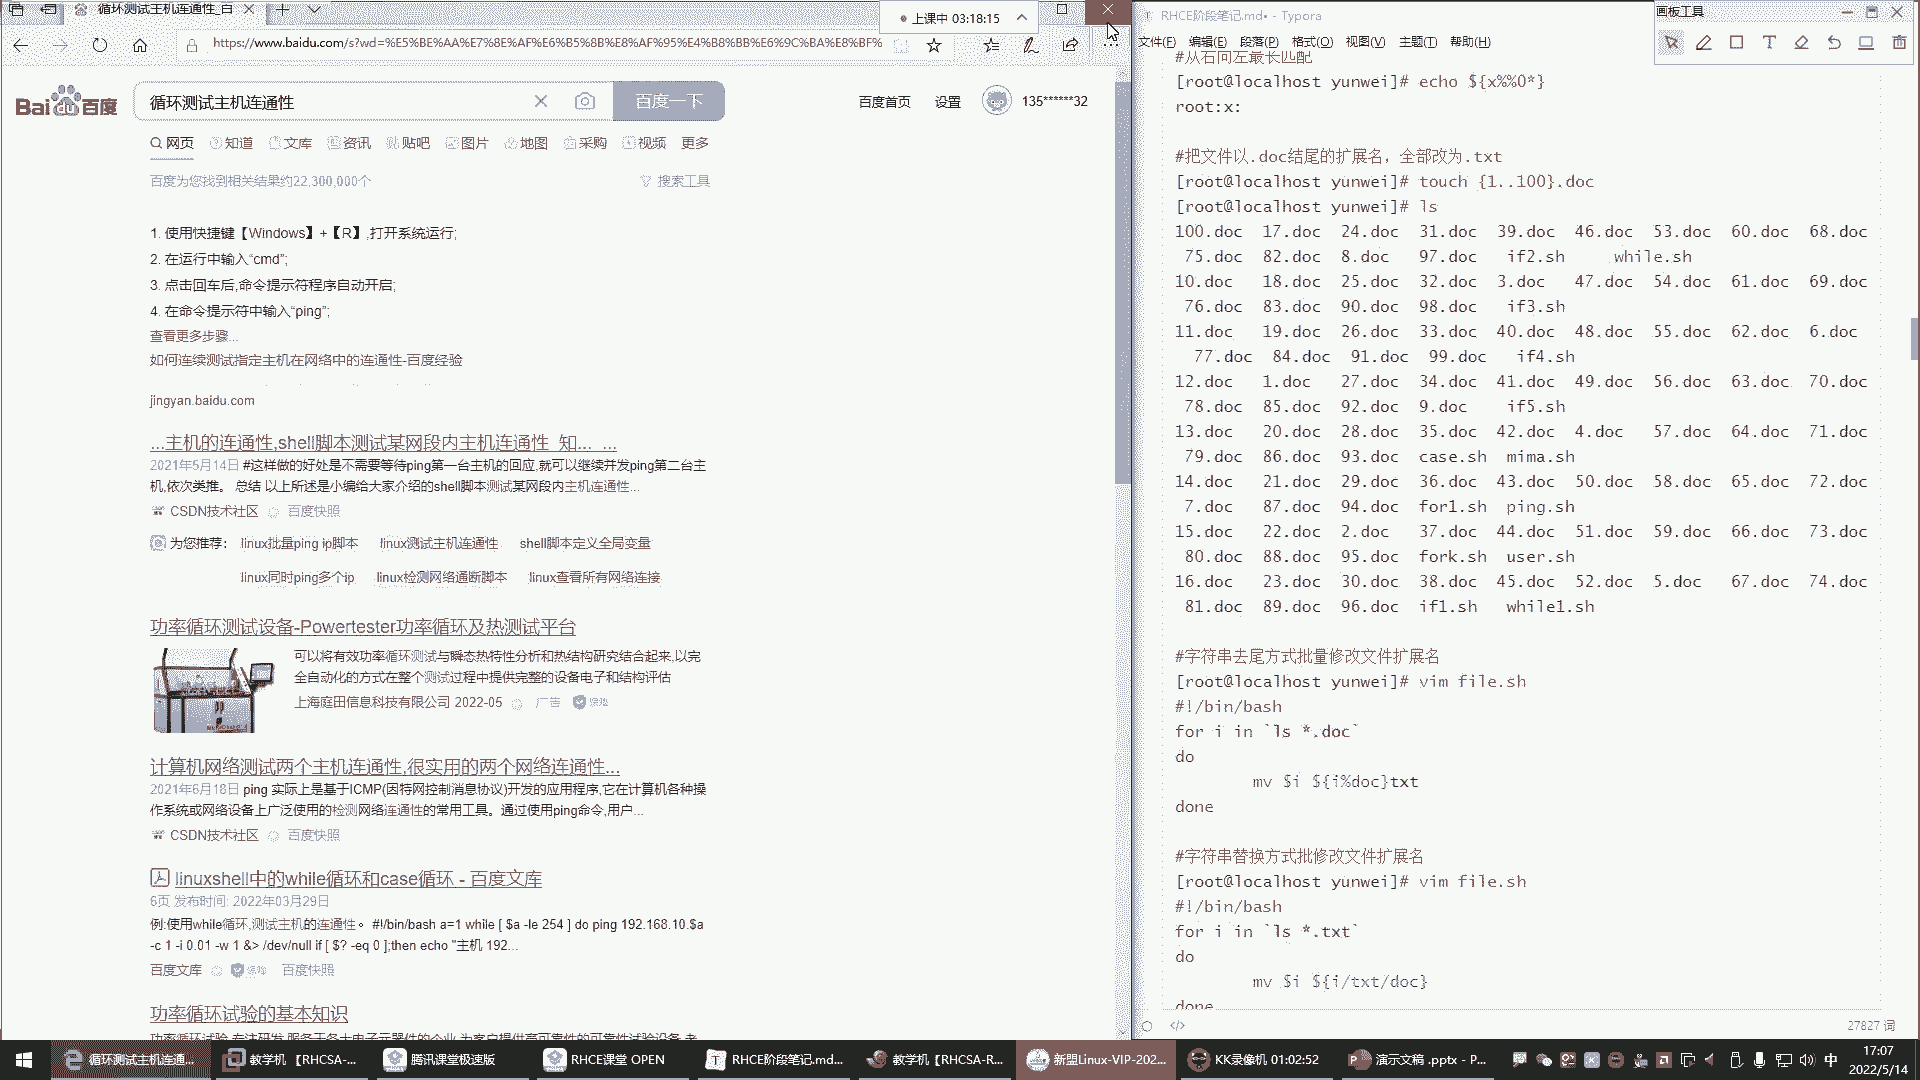 循环测试主机连通性_百
上课中 03:18:15
https://www.baidu.com/s?wd=%E5%BE%AA%E7%8E%AF%E6%B5%8B%E8%AF%95%E4%B8%BB%E6%9C%BA%E8%BF%
Bai du 百度
循环测试主机连通性
百度一下
百度首页 设置 135******32
网页 知道 文库 资讯 贴吧 图片 地图 采购 视频 更多
百度为您找到相关结果约22,300,000个 搜索工具
1. 使用快捷键【Windows】+【R】,打开系统运行;
2. 在运行中输入“cmd”;
3. 点击回车后,命令提示符程序自动开启;
4. 在命令提示符中输入“ping”;
查看更多步骤...
如何连续测试指定主机在网络中的连通性-百度经验
jingyan.baidu.com
...主机的连通性,shell脚本测试某网段内主机连通性_知..._...
2021年5月14日 #这样做的好处是不需要等待ping第一台主机的回应,就可以继续并发ping第二台主
机,依次类推。 总结 以上所述是小编给大家介绍的shell脚本测试某网段内主机连通性...
CSDN技术社区 百度快照
为您推荐: linux批量ping ip脚本 linux测试主机连通性 shell脚本定义全局变量
linux同时ping多个ip linux检测网络通断脚本 linux查看所有网络连接
功率循环测试设备-Powertester功率循环及热测试平台
可以将有效功率循环测试与瞬态热特性分析和热结构研究结合起来,以完
全自动化的方式在整个测试过程中提供完整的设备电子和结构评估
上海庭田信息科技有限公司 2022-05 广告 保障
计算机网络测试两个主机连通性,很实用的两个网络连通性...
2021年6月18日 ping 实际上是基于ICMP(因特网控制消息协议)开发的应用程序,它在计算机各种操
作系统或网络设备上广泛使用的检测网络连通性的常用工具。通过使用ping命令,用户...
CSDN技术社区 百度快照
linuxshell中的while循环和case循环 - 百度文库
6页 发布时间: 2022年03月29日
例:使用while循环,测试主机的连通性。 #!/bin/bash a=1 while [ $a -le 254 ] do ping 192.168.10.$a
-c 1 -i 0.01 -w 1 &> /dev/null if [ $? -eq 0 ];then echo "主机 192...
百度文库 保障 百度快照
功率循环试验的基本知识
RHCE阶段笔记.md• - Typora
画板工具
文件(F) 编辑(E) 段落(P) 格式(O) 视图(V) 主题(T) 帮助(H)
#从右向左最长匹配
[root@localhost yunwei]# echo ${x%%0*}
root:x:
#把文件以.doc结尾的扩展名，全部改为.txt
[root@localhost yunwei]# touch {1..100}.doc
[root@localhost yunwei]# ls
100.doc 17.doc 24.doc 31.doc 39.doc 46.doc 53.doc 60.doc 68.doc
75.doc 82.doc 8.doc 97.doc if2.sh while.sh
10.doc 18.doc 25.doc 32.doc 3.doc 47.doc 54.doc 61.doc 69.doc
76.doc 83.doc 90.doc 98.doc if3.sh
11.doc 19.doc 26.doc 33.doc 40.doc 48.doc 55.doc 62.doc 6.doc
77.doc 84.doc 91.doc 99.doc if4.sh
12.doc 1.doc 27.doc 34.doc 41.doc 49.doc 56.doc 63.doc 70.doc
78.doc 85.doc 92.doc 9.doc if5.sh
13.doc 20.doc 28.doc 35.doc 42.doc 4.doc 57.doc 64.doc 71.doc
79.doc 86.doc 93.doc case.sh mima.sh
14.doc 21.doc 29.doc 36.doc 43.doc 50.doc 58.doc 65.doc 72.doc
7.doc 87.doc 94.doc for1.sh ping.sh
15.doc 22.doc 2.doc 37.doc 44.doc 51.doc 59.doc 66.doc 73.doc
80.doc 88.doc 95.doc fork.sh user.sh
16.doc 23.doc 30.doc 38.doc 45.doc 52.doc 5.doc 67.doc 74.doc
81.doc 89.doc 96.doc if1.sh while1.sh
#字符串去尾方式批量修改文件扩展名
[root@localhost yunwei]# vim file.sh
#!/bin/bash
for i in `ls *.doc`
do
mv $i ${i%doc}txt
done
#字符串替换方式批修改文件扩展名
[root@localhost yunwei]# vim file.sh
#!/bin/bash
for i in `ls *.txt`
do
mv $i ${i/txt/doc}
done
27827 词
循环测试主机连通... 教学机【RHCSA-... 腾讯课堂极速版 RHCE课堂 OPEN RHCE阶段笔记.md... 教学机【RHCSA-R... 新盟Linux-VIP-202... KK录像机 01:02:52 演示文稿 .pptx - P... 中 17:07
2022/5/14